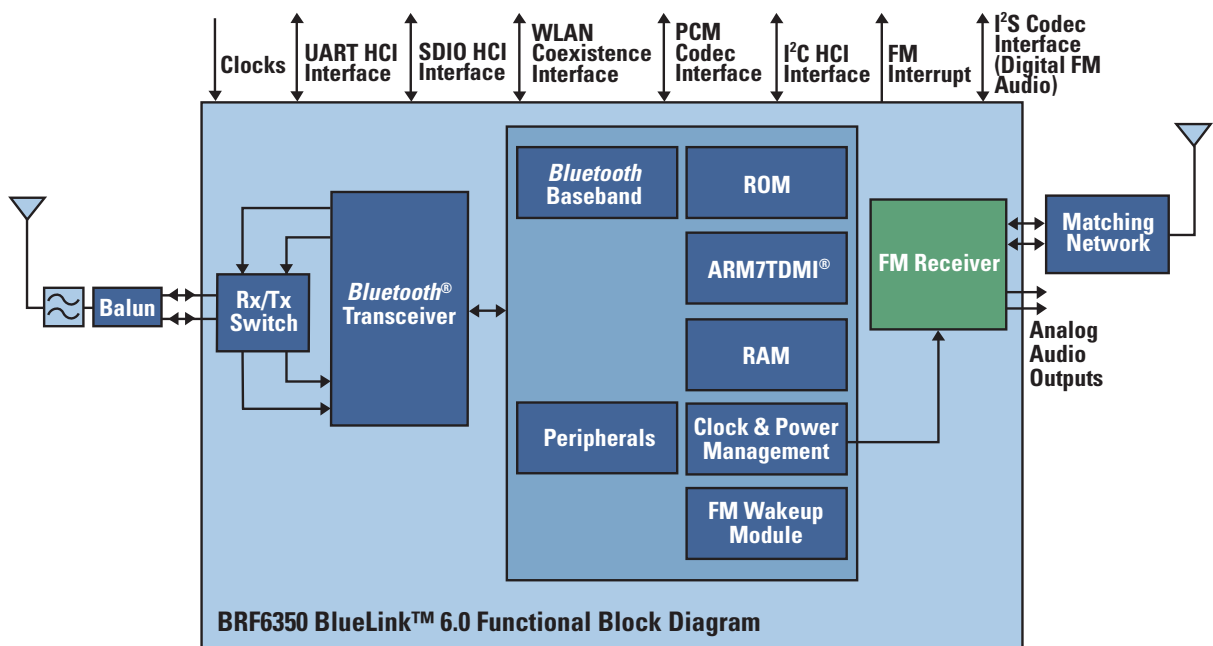 Clocks
UART HCI
Interface
SDIO HCI
Interface
WLAN
Coexistence
Interface
PCM
Codec
Interface
I²C HCI
Interface
FM
Interrupt
I²S Codec
Interface
(Digital FM
Audio)
Balun
Rx/Tx
Switch
Bluetooth®
Transceiver
Bluetooth
Baseband
ROM
ARM7TDMI®
RAM
Peripherals
Clock & Power
Management
FM Wakeup
Module
FM Receiver
Matching
Network
Analog
Audio
Outputs
BRF6350 BlueLink™ 6.0 Functional Block Diagram